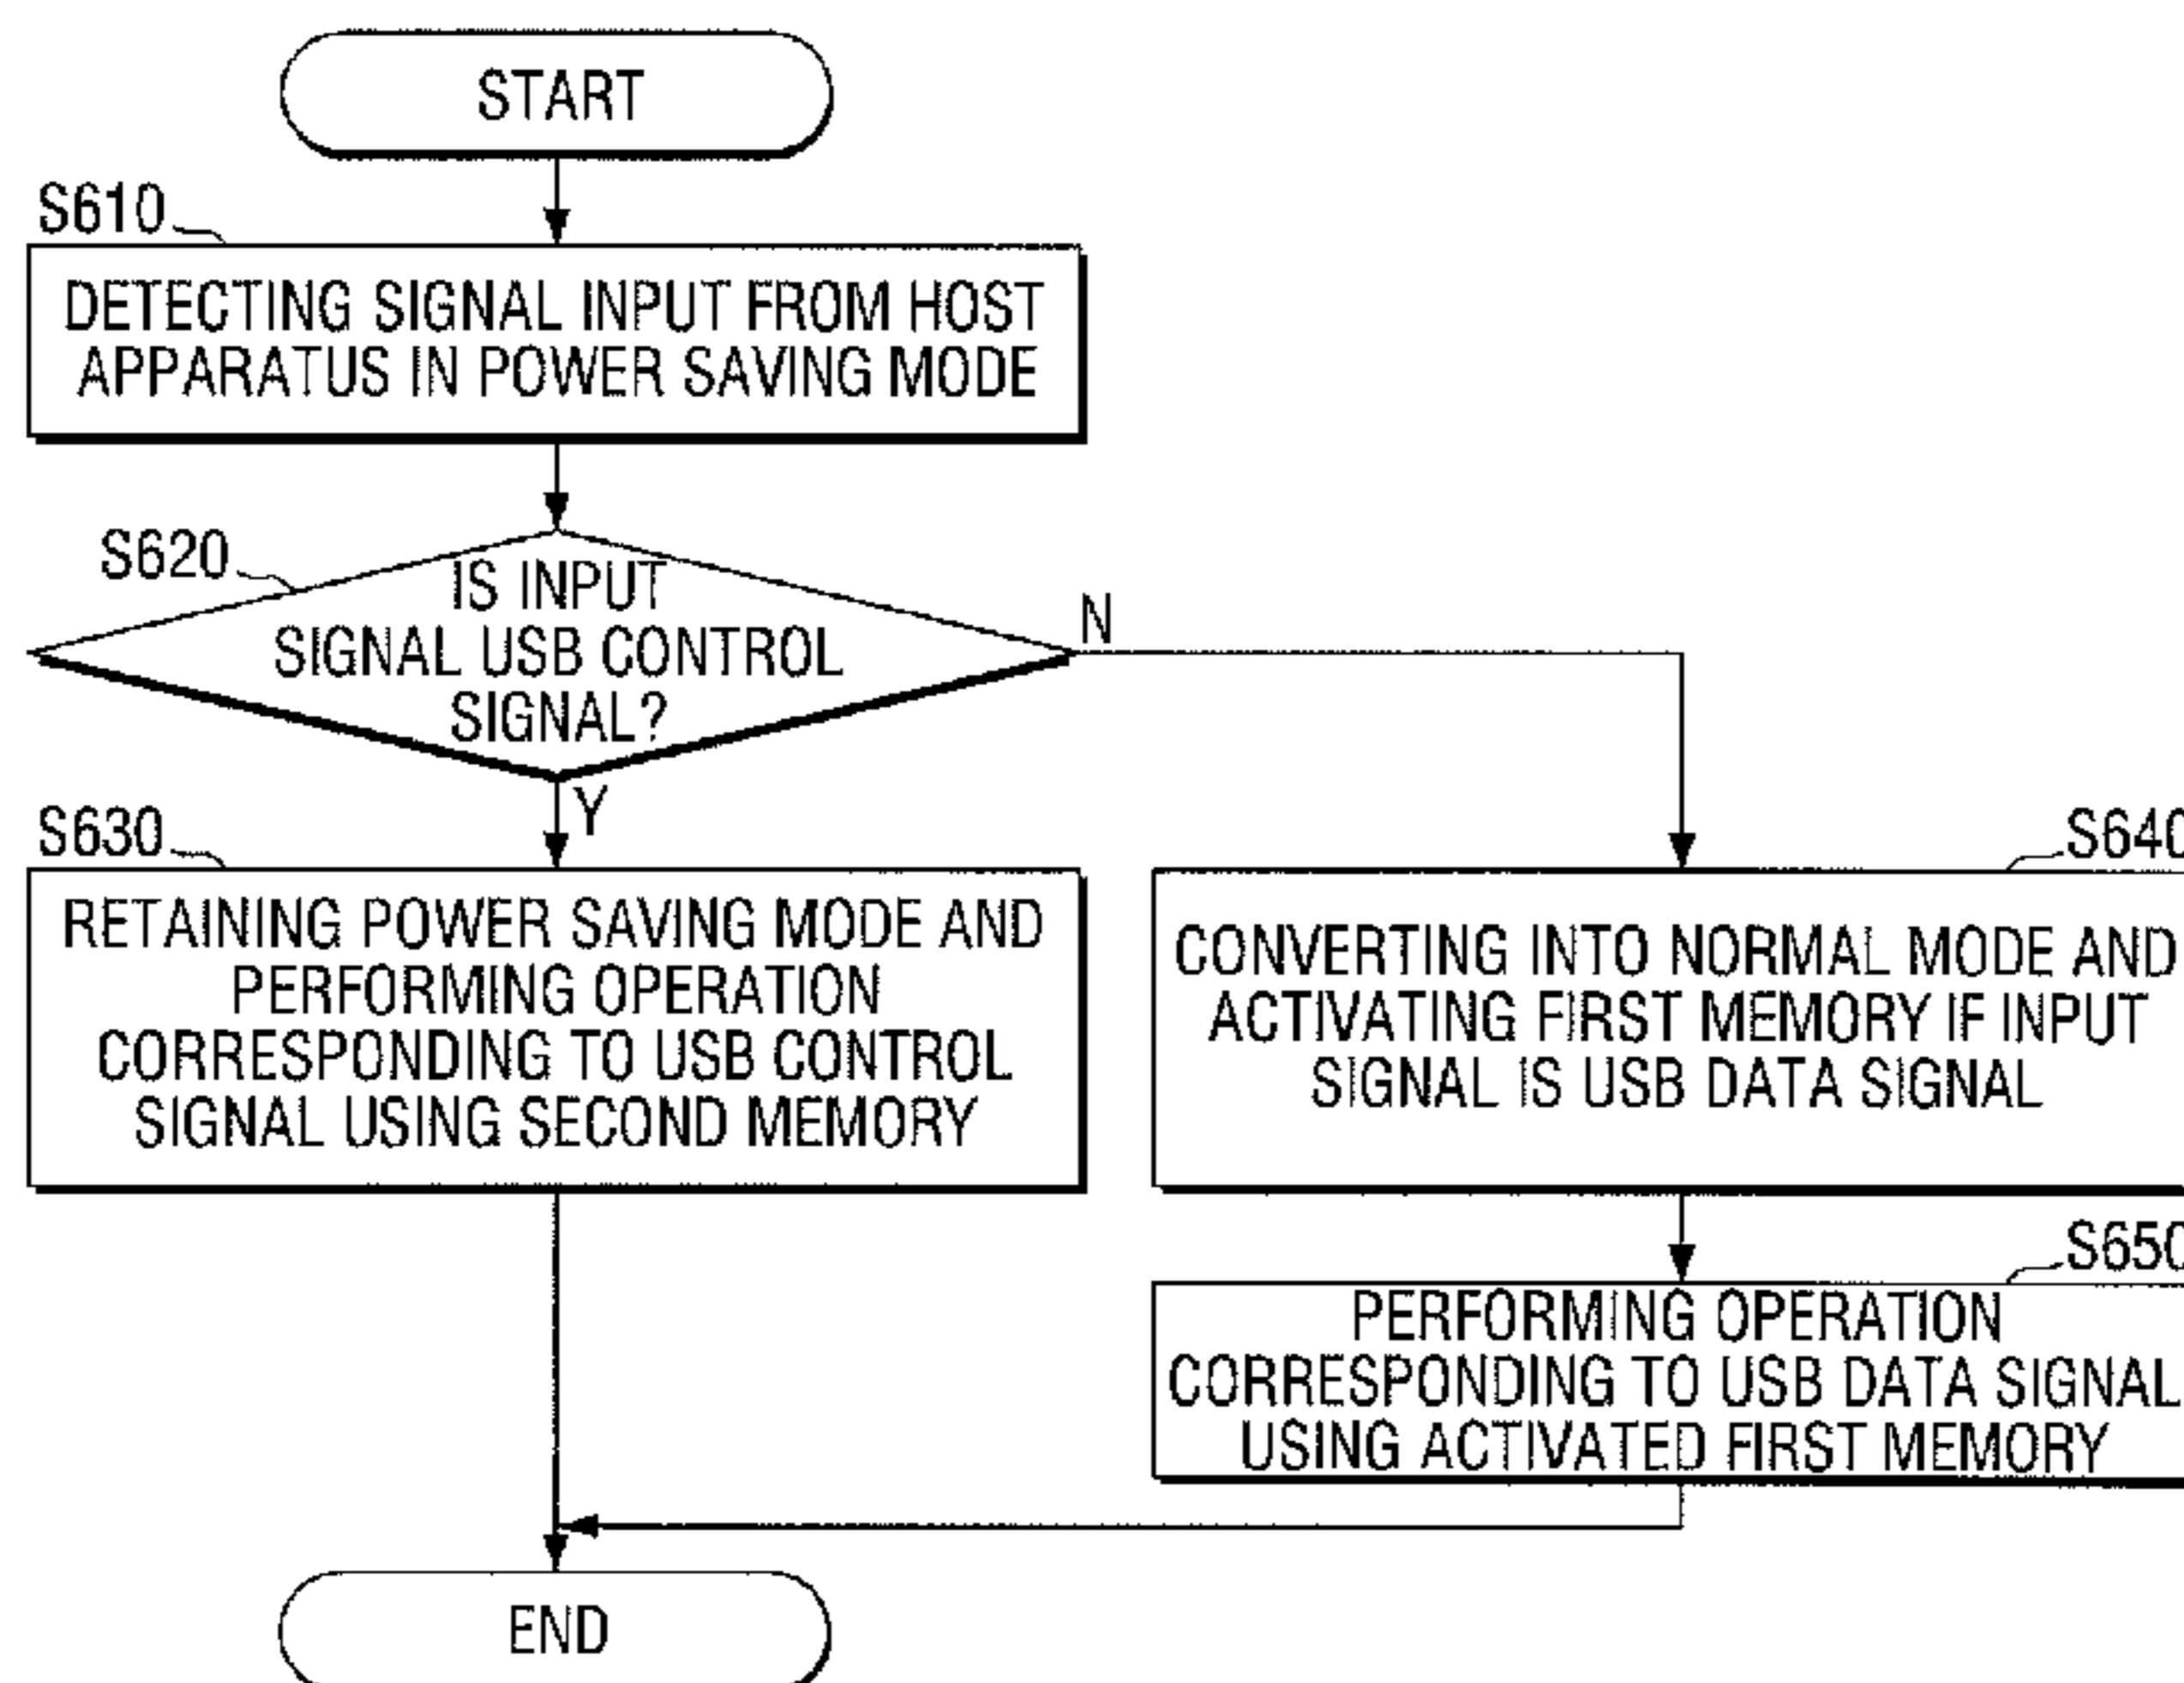 START
S610
DETECTING SIGNAL INPUT FROM HOST
APPARATUS IN POWER SAVING MODE
S620
IS INPUT
SIGNAL USB CONTROL
SIGNAL?
N
Y
S630
RETAINING POWER SAVING MODE AND
PERFORMING OPERATION
CORRESPONDING TO USB CONTROL
SIGNAL USING SECOND MEMORY
S640
CONVERTING INTO NORMAL MODE AND
ACTIVATING FIRST MEMORY IF INPUT
SIGNAL IS USB DATA SIGNAL
S650
PERFORMING OPERATION
CORRESPONDING TO USB DATA SIGNAL
USING ACTIVATED FIRST MEMORY
END